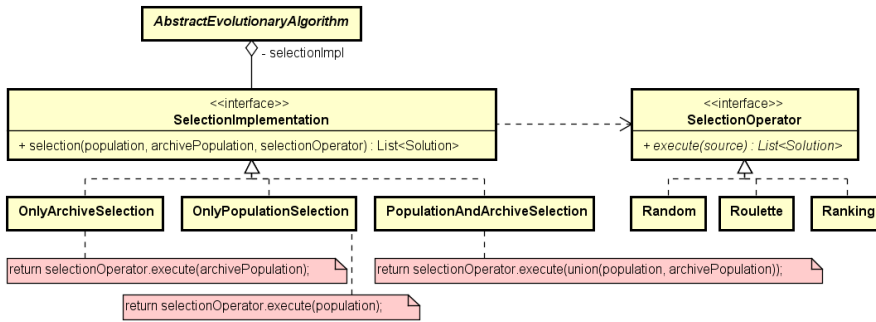 AbstractEvolutionaryAlgorithm
- selectionImpl
<<interface>>
SelectionImplementation
+ selection(population, archivePopulation, selectionOperator) : List<Solution>
<<interface>>
SelectionOperator
+ execute(source) : List<Solution>
OnlyArchiveSelection
OnlyPopulationSelection
PopulationAndArchiveSelection
Random
Roulette
Ranking
return selectionOperator.execute(archivePopulation);
return selectionOperator.execute(union(population, archivePopulation));
return selectionOperator.execute(population);